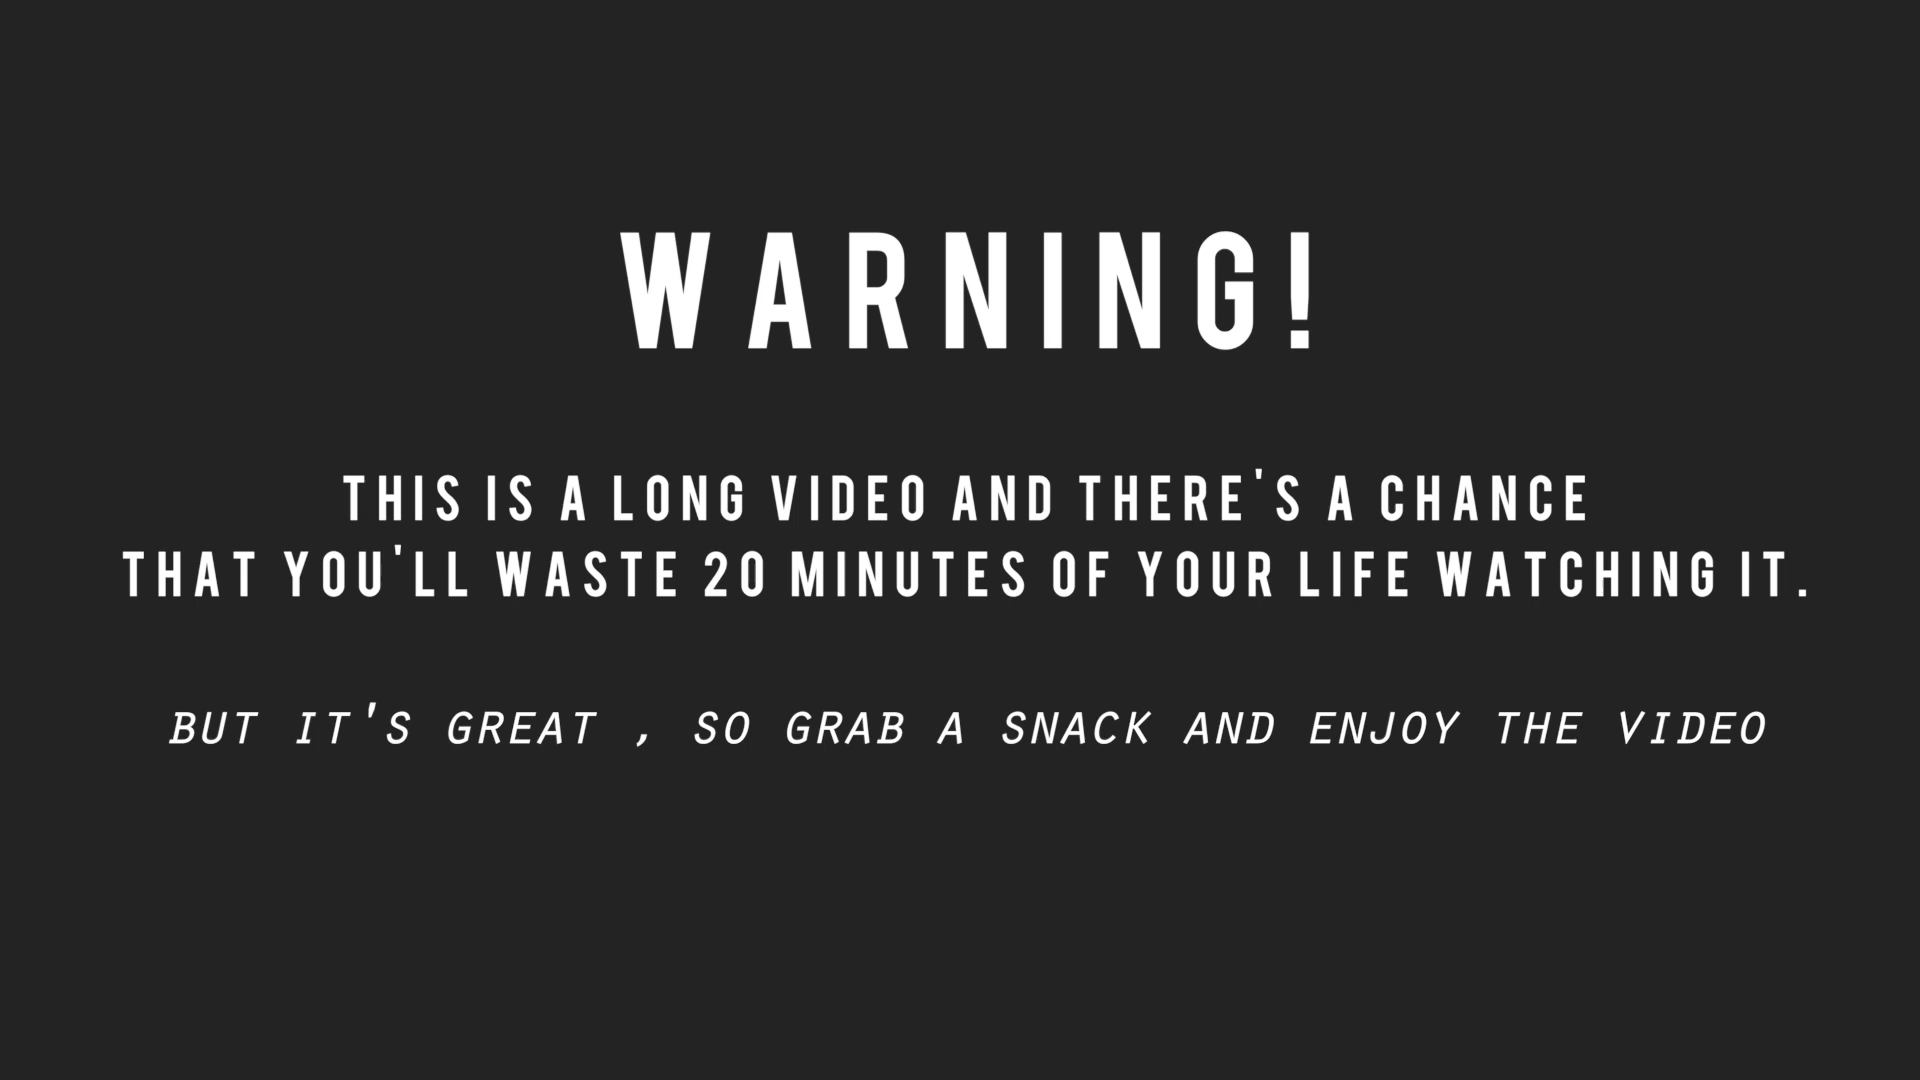 WARNING!
THIS IS A LONG VIDEO AND THERE'S A CHANCE
THAT YOU'LL WASTE 20 MINUTES OF YOUR LIFE WATCHING IT.
BUT IT'S GREAT , SO GRAB A SNACK AND ENJOY THE VIDEO